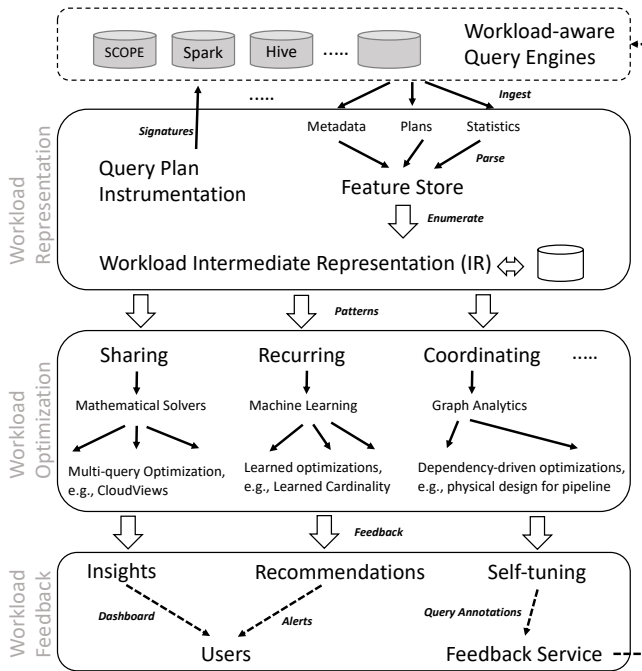 Workload-aware
Query Engines
SCOPE
Spark
Hive
.....
.....
Ingest
Signatures
Metadata
Plans
Statistics
Parse
Query Plan
Instrumentation
Feature Store
Enumerate
Workload Intermediate Representation (IR)
Workload
Representation
Patterns
Sharing
Recurring
Coordinating
.....
Mathematical Solvers
Machine Learning
Graph Analytics
Multi-query Optimization,
e.g., CloudViews
Learned optimizations,
e.g., Learned Cardinality
Dependency-driven optimizations,
e.g., physical design for pipeline
Workload
Optimization
Feedback
Insights
Recommendations
Self-tuning
Dashboard
Alerts
Query Annotations
Users
Feedback Service
Workload
Feedback